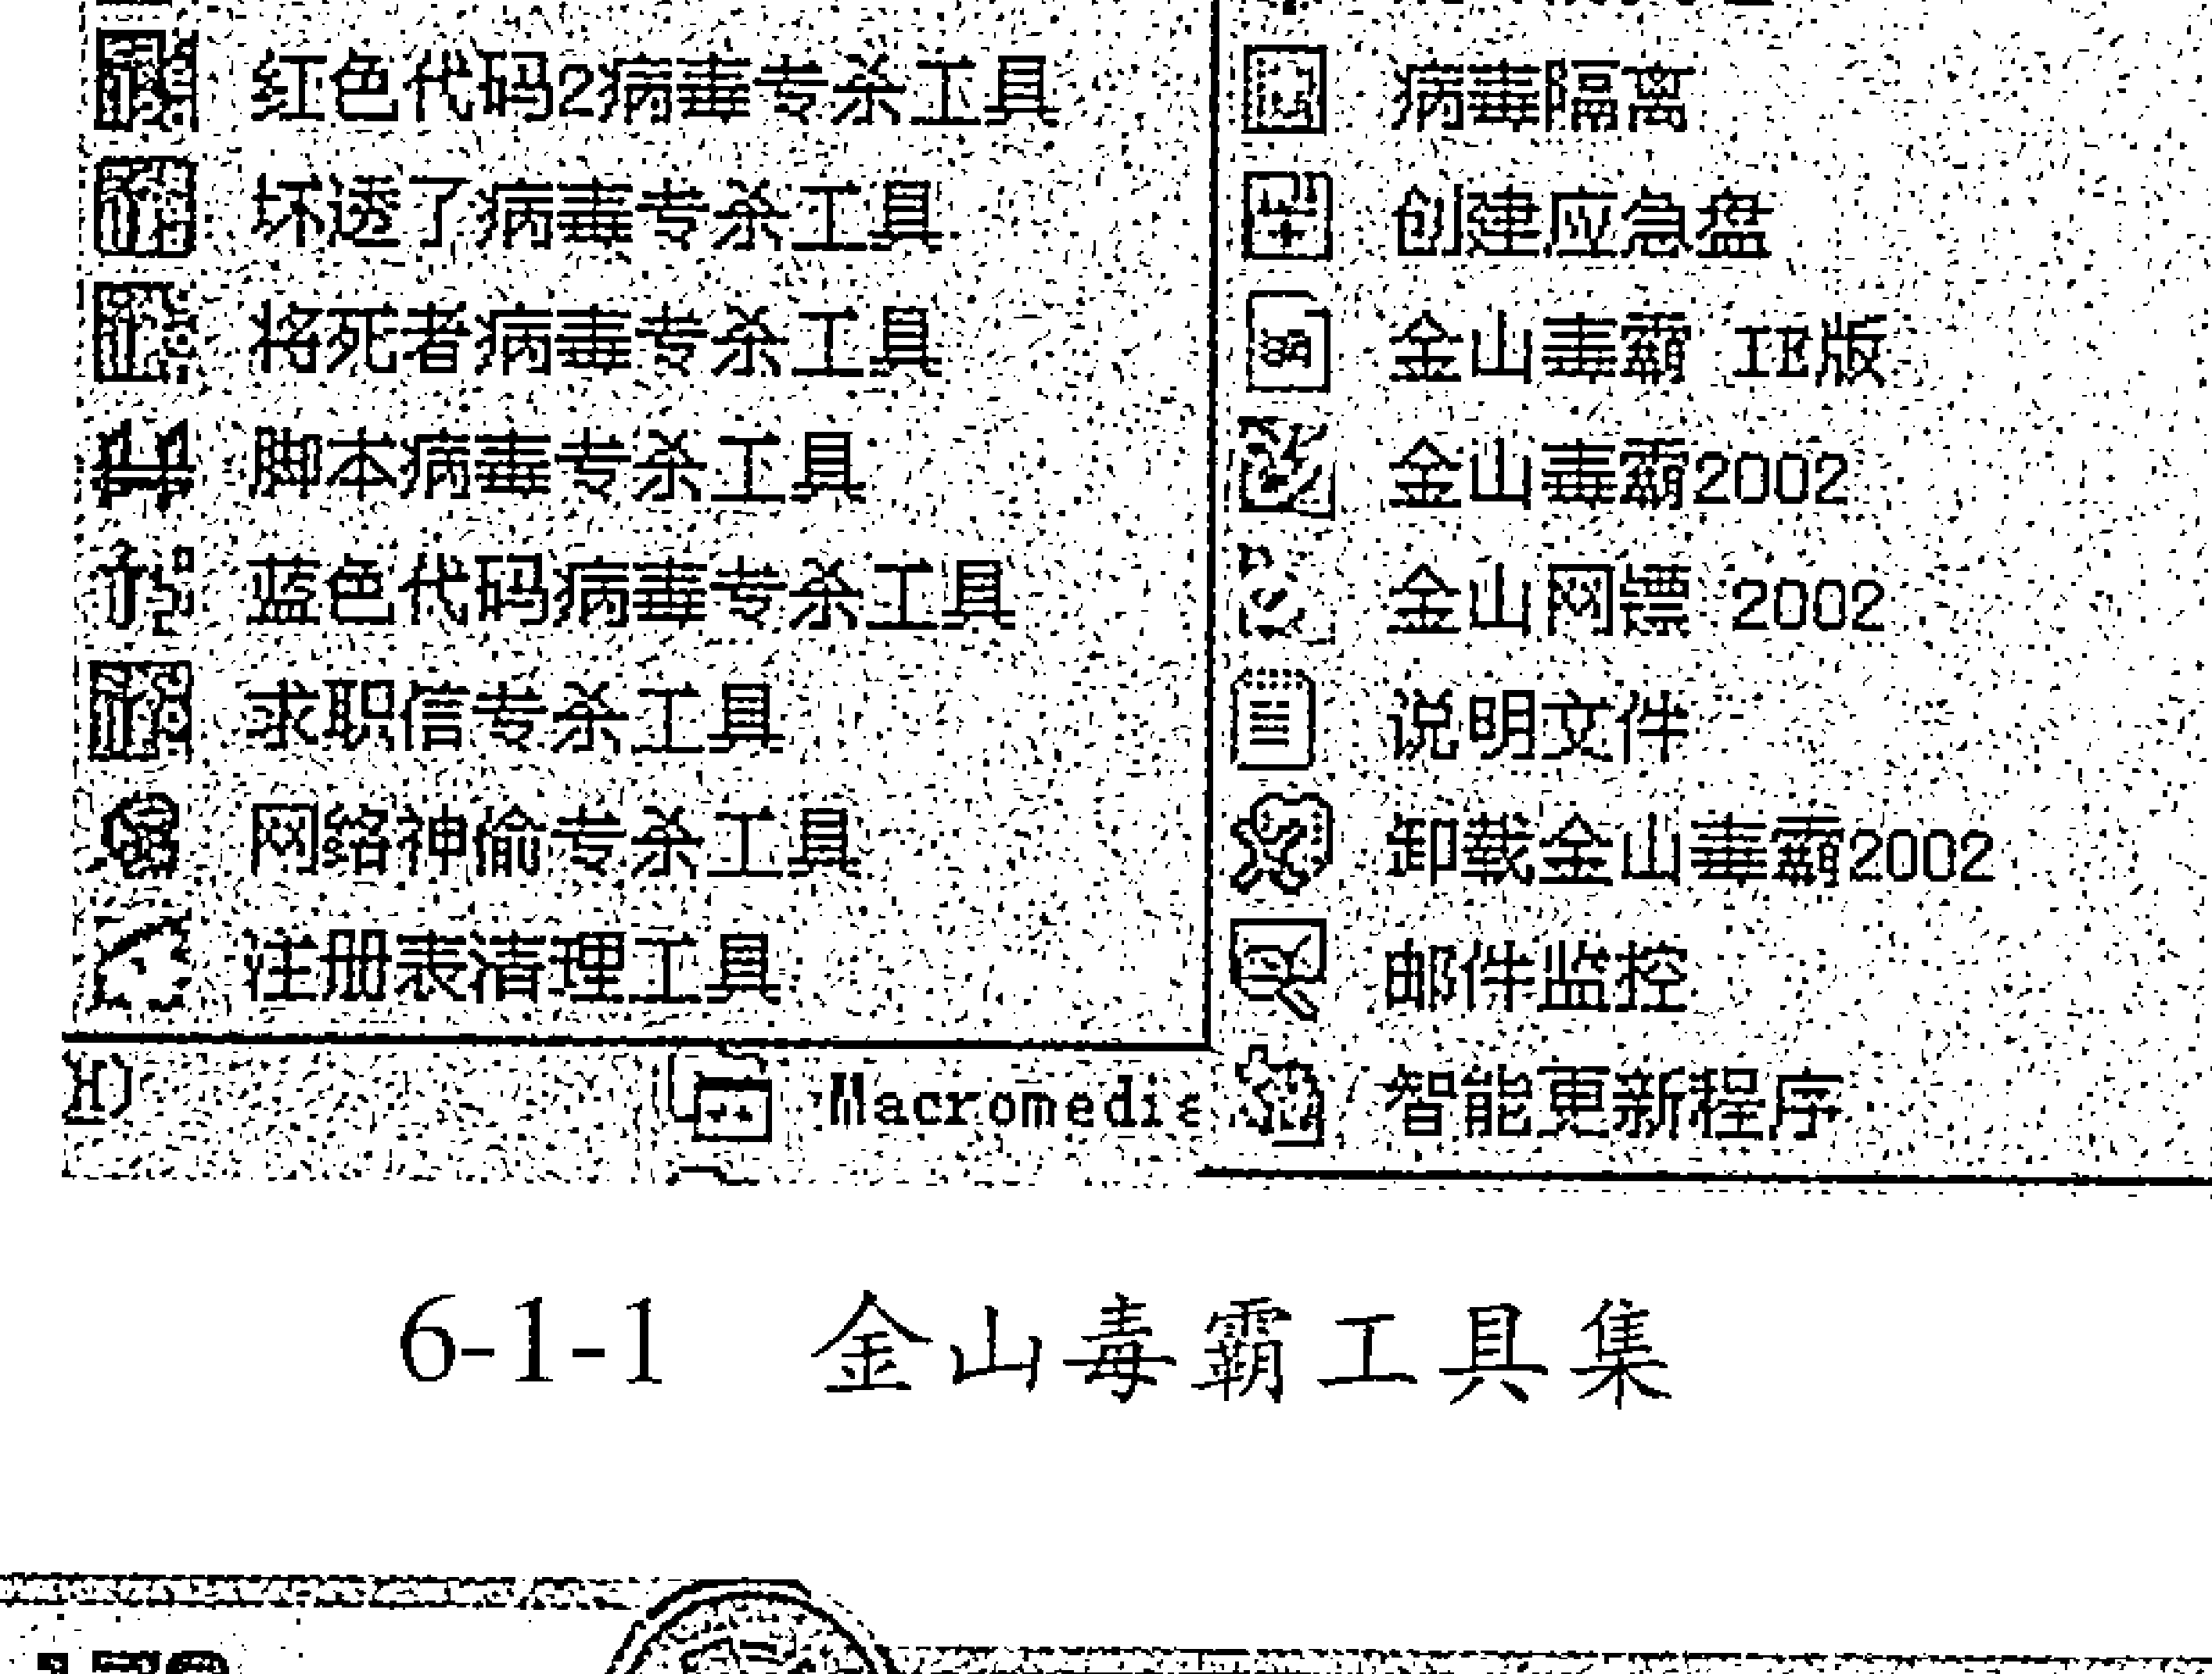 红色代码2病毒专杀工具
坏透了病毒专杀工具
将死者病毒专杀工具
脚本病毒专杀工具
蓝色代码病毒专杀工具
求职信专杀工具
网络神偷专杀工具
注册表清理工具
病毒隔离
创建应急盘
金山毒霸 IE版
金山毒霸2002
金山网镖 2002
说明文件
卸载金山毒霸2002
邮件监控
智能更新程序
H)
Macromedia
6-1-1 金山毒霸工具集